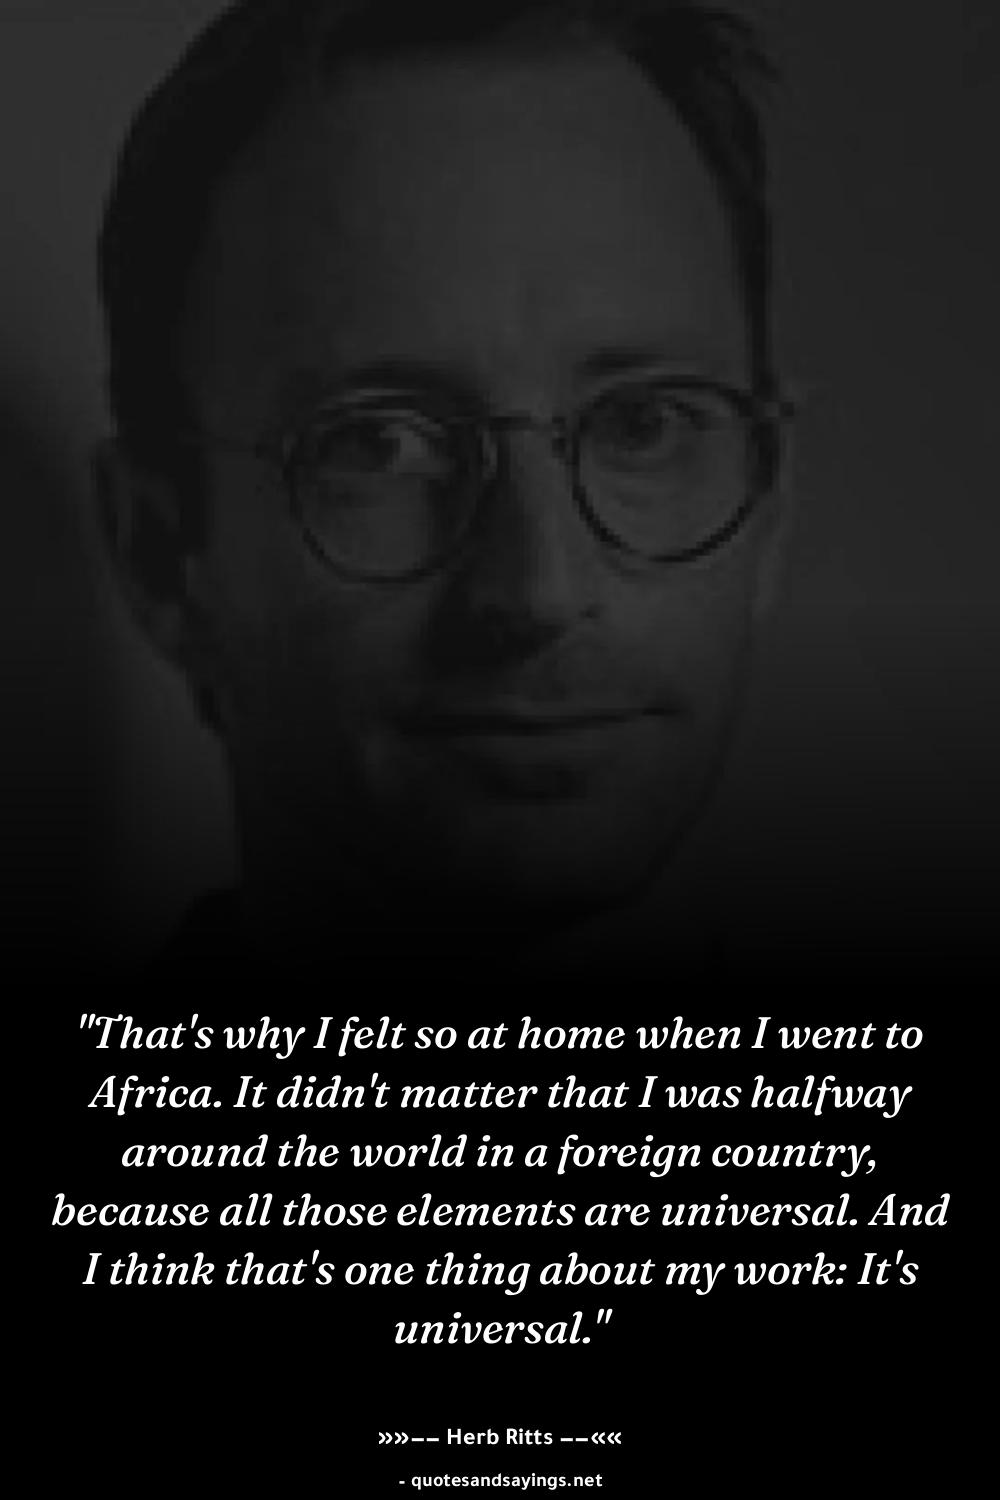 "That's why I felt so at home when I went to
Africa. It didn't matter that I was halfway
around the world in a foreign country,
because all those elements are universal. And
I think that's one thing about my work: It's
universal."
»»–– Herb Ritts ––««
- quotesandsayings.net